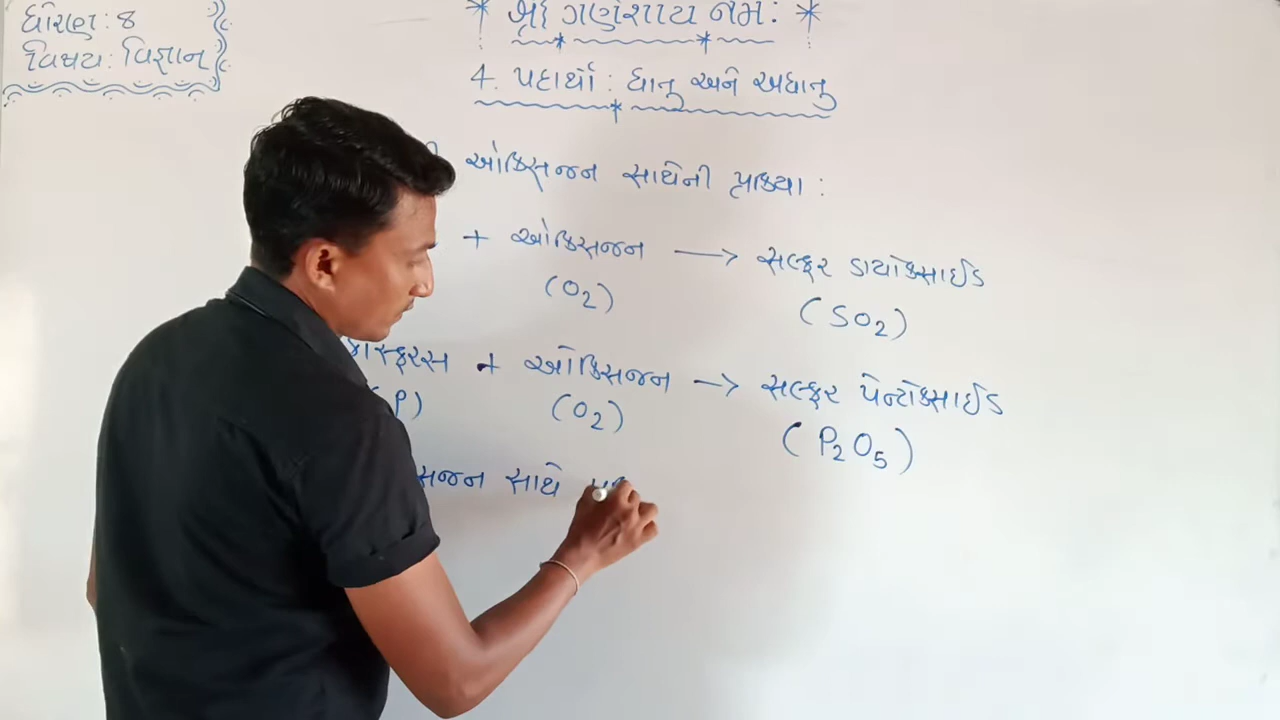 ધોરણ : ૪
વિષય : વિજ્ઞાન
* શ્રી ગણેશાય નમઃ *
4. પદાર્થો : ધાતુ અને અધાતુ
ઓક્સિજન સાથેની પ્રક્રિયા :
+ ઓક્સિજન → સલ્ફર ડાયોક્સાઈડ
(O₂) (SO₂)
ફોસ્ફરસ + ઓક્સિજન → સલ્ફર પેન્ટોક્સાઈડ
(P) (O₂) (P₂O₅)
સજન સાથે